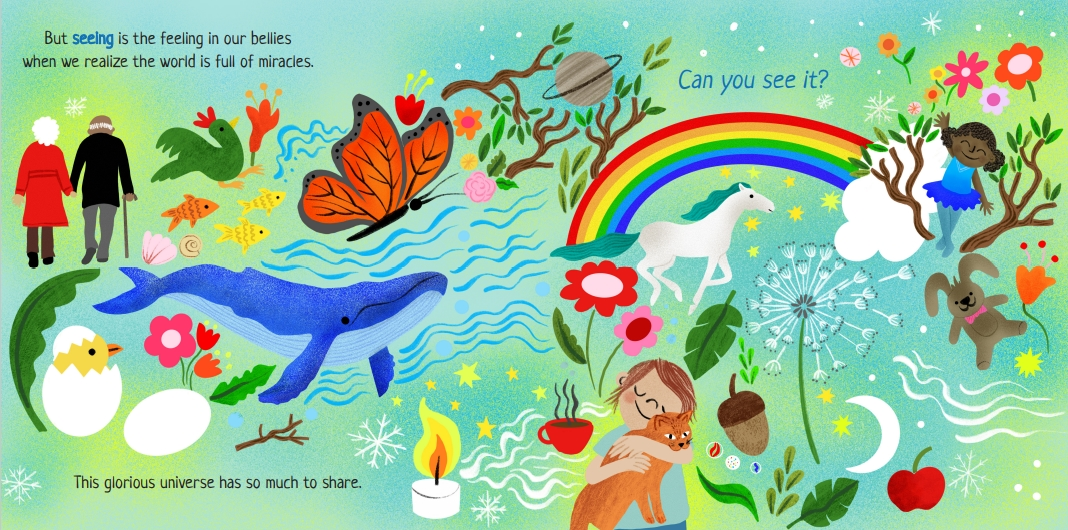 But seeing is the feeling in our bellies
when we realize the world is full of miracles.
Can you see it?
This glorious universe has so much to share.